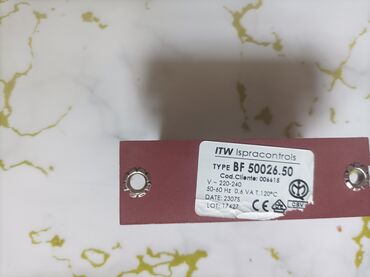 ITW Ispracontrols
TYPE BF 50026.50
Cod.Cliente: 006615
V~ 220-240
50-60 Hz 0.6 VA T.120°C
DATE: 23075
LOT: 17427
CE